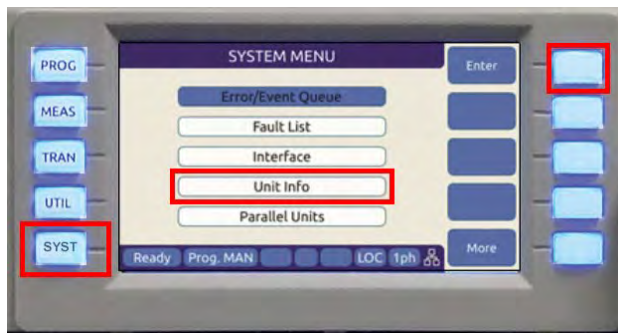 PROG
MEAS
TRAN
UTIL
SYST
SYSTEM MENU
Error/Event Queue
Fault List
Interface
Unit Info
Parallel Units
Ready Prog. MAN LOC 1ph
Enter
More